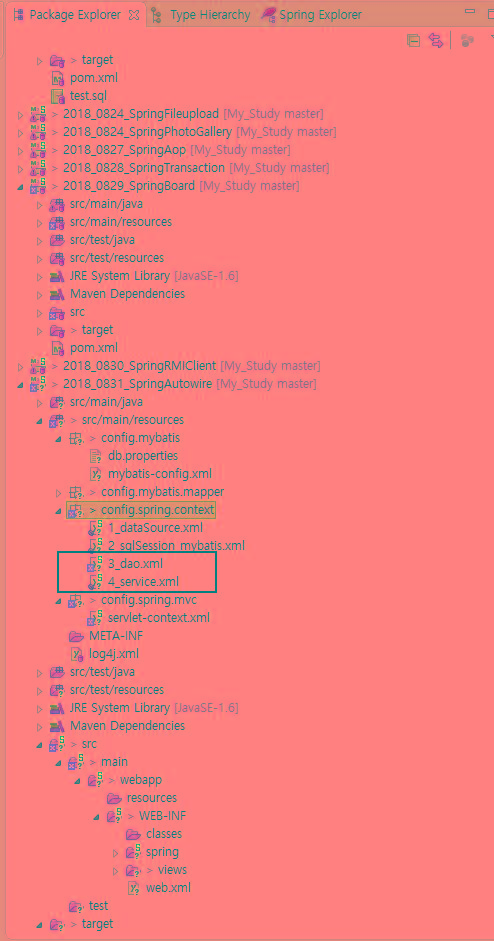 Package Explorer Type Hierarchy Spring Explorer
> target
pom.xml
test.sql
> 2018_0824_SpringFileupload [My_Study master]
> 2018_0824_SpringPhotoGallery [My_Study master]
> 2018_0827_SpringAop [My_Study master]
> 2018_0828_SpringTransaction [My_Study master]
> 2018_0829_SpringBoard [My_Study master]
src/main/java
src/main/resources
src/test/java
src/test/resources
JRE System Library [JavaSE-1.6]
Maven Dependencies
src
> target
pom.xml
> 2018_0830_SpringRMIClient [My_Study master]
> 2018_0831_SpringAutowire [My_Study master]
src/main/java
> src/main/resources
> config.mybatis
db.properties
mybatis-config.xml
> config.mybatis.mapper
> config.spring.context
1_dataSource.xml
2_sqlSession_mybatis.xml
3_dao.xml
4_service.xml
> config.spring.mvc
servlet-context.xml
META-INF
log4j.xml
src/test/java
src/test/resources
JRE System Library [JavaSE-1.6]
Maven Dependencies
> src
> main
> webapp
resources
> WEB-INF
classes
spring
> views
web.xml
test
> target